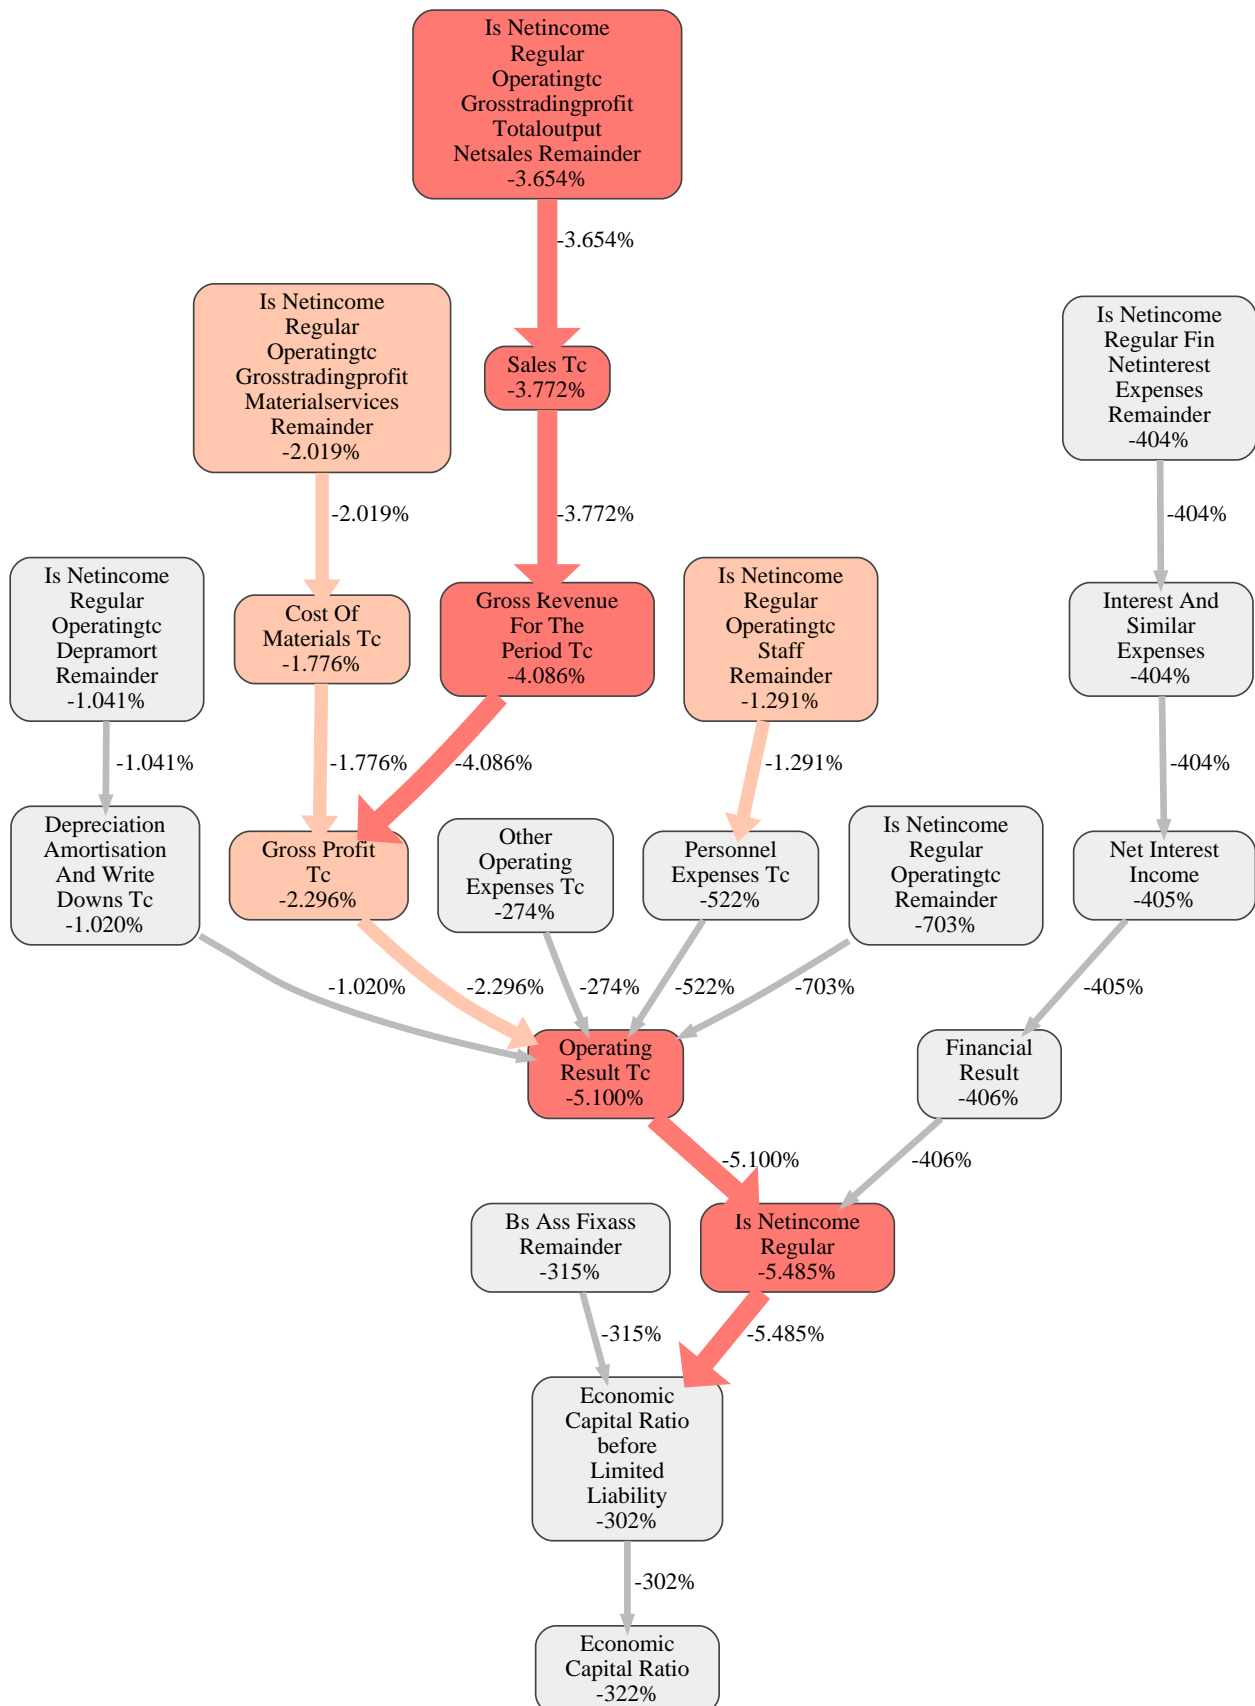 Is Netincome
Regular
Operatingtc
Grosstradingprofit
Totaloutput
Netsales Remainder
-3.654%
-3.654%
Is Netincome
Regular
Operatingtc
Grosstradingprofit
Materialservices
Remainder
-2.019%
Is Netincome
Regular Fin
Netinterest
Expenses
Remainder
-404%
Sales Tc
-3.772%
-2.019%
-3.772%
-404%
Is Netincome
Regular
Operatingtc
Depramort
Remainder
-1.041%
Cost Of
Materials Tc
-1.776%
Gross Revenue
For The
Period Tc
-4.086%
Is Netincome
Regular
Operatingtc
Staff
Remainder
-1.291%
Interest And
Similar
Expenses
-404%
-1.041%
-1.776%
-4.086%
-1.291%
-404%
Depreciation
Amortisation
And Write
Downs Tc
-1.020%
Gross Profit
Tc
-2.296%
Other
Operating
Expenses Tc
-274%
Personnel
Expenses Tc
-522%
Is Netincome
Regular
Operatingtc
Remainder
-703%
Net Interest
Income
-405%
-1.020%
-2.296%
-274%
-522%
-703%
-405%
Operating
Result Tc
-5.100%
Financial
Result
-406%
-5.100%
-406%
Bs Ass Fixass
Remainder
-315%
Is Netincome
Regular
-5.485%
-315%
-5.485%
Economic
Capital Ratio
before
Limited
Liability
-302%
-302%
Economic
Capital Ratio
-322%